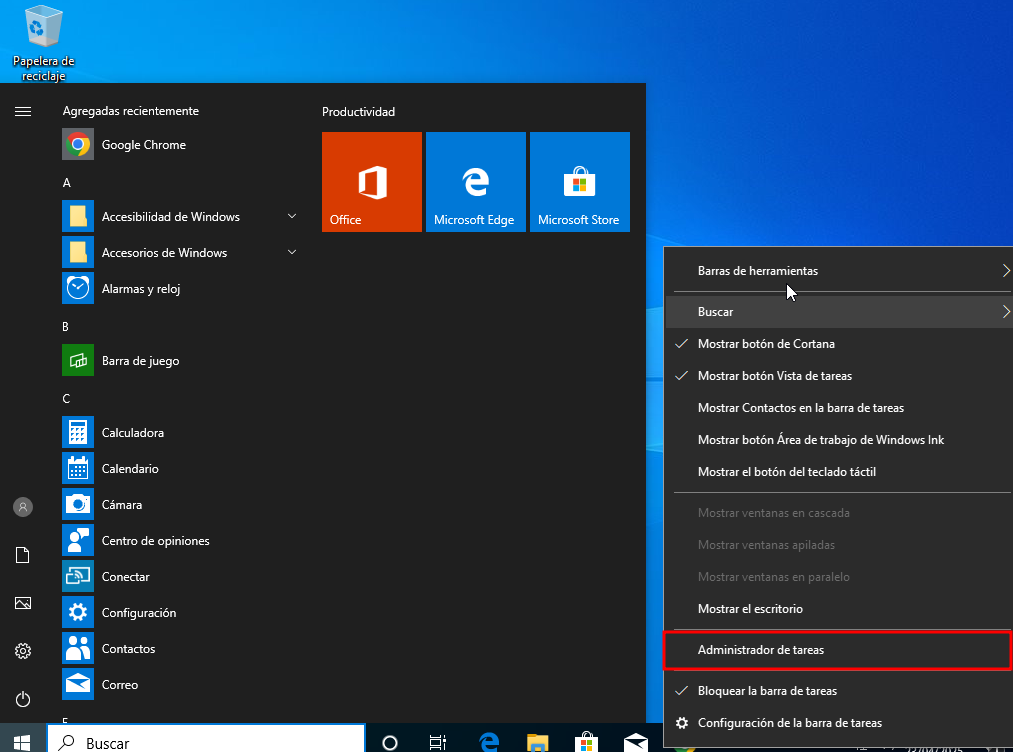 Papelera de
reciclaje
Agregadas recientemente
Google Chrome
A
Accesibilidad de Windows
Accesorios de Windows
Alarmas y reloj
B
Barra de juego
C
Calculadora
Calendario
Cámara
Centro de opiniones
Conectar
Configuración
Contactos
Correo
Productividad
Office
Microsoft Edge
Microsoft Store
Barras de herramientas
Buscar
Mostrar botón de Cortana
Mostrar botón Vista de tareas
Mostrar Contactos en la barra de tareas
Mostrar botón Área de trabajo de Windows Ink
Mostrar el botón del teclado táctil
Mostrar ventanas en cascada
Mostrar ventanas apiladas
Mostrar ventanas en paralelo
Mostrar el escritorio
Administrador de tareas
Bloquear la barra de tareas
Configuración de la barra de tareas
Buscar